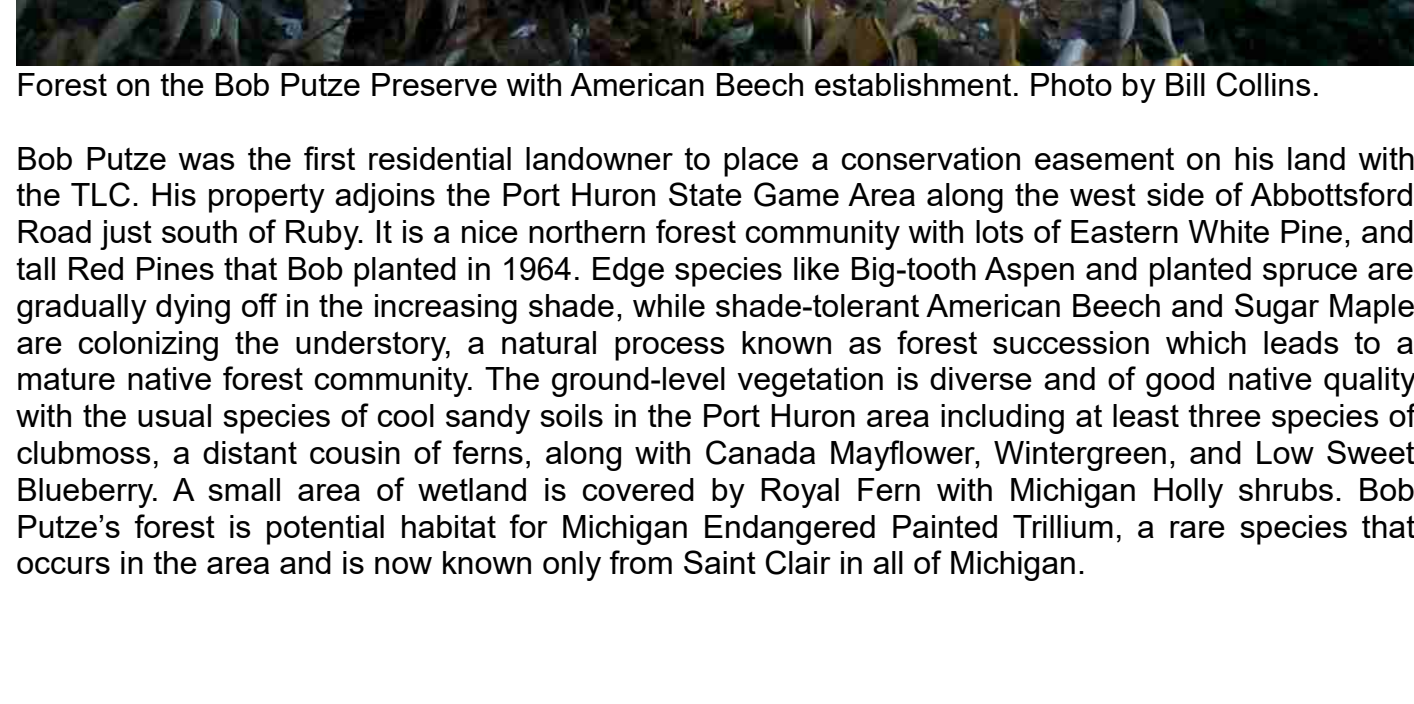 Forest on the Bob Putze Preserve with American Beech establishment. Photo by Bill Collins.
Bob Putze was the first residential landowner to place a conservation easement on his land with
the TLC. His property adjoins the Port Huron State Game Area along the west side of Abbottsford
Road just south of Ruby. It is a nice northern forest community with lots of Eastern White Pine, and
tall Red Pines that Bob planted in 1964. Edge species like Big-tooth Aspen and planted spruce are
gradually dying off in the increasing shade, while shade-tolerant American Beech and Sugar Maple
are colonizing the understory, a natural process known as forest succession which leads to a
mature native forest community. The ground-level vegetation is diverse and of good native quality
with the usual species of cool sandy soils in the Port Huron area including at least three species of
clubmoss, a distant cousin of ferns, along with Canada Mayflower, Wintergreen, and Low Sweet
Blueberry. A small area of wetland is covered by Royal Fern with Michigan Holly shrubs. Bob
Putze’s forest is potential habitat for Michigan Endangered Painted Trillium, a rare species that
occurs in the area and is now known only from Saint Clair in all of Michigan.